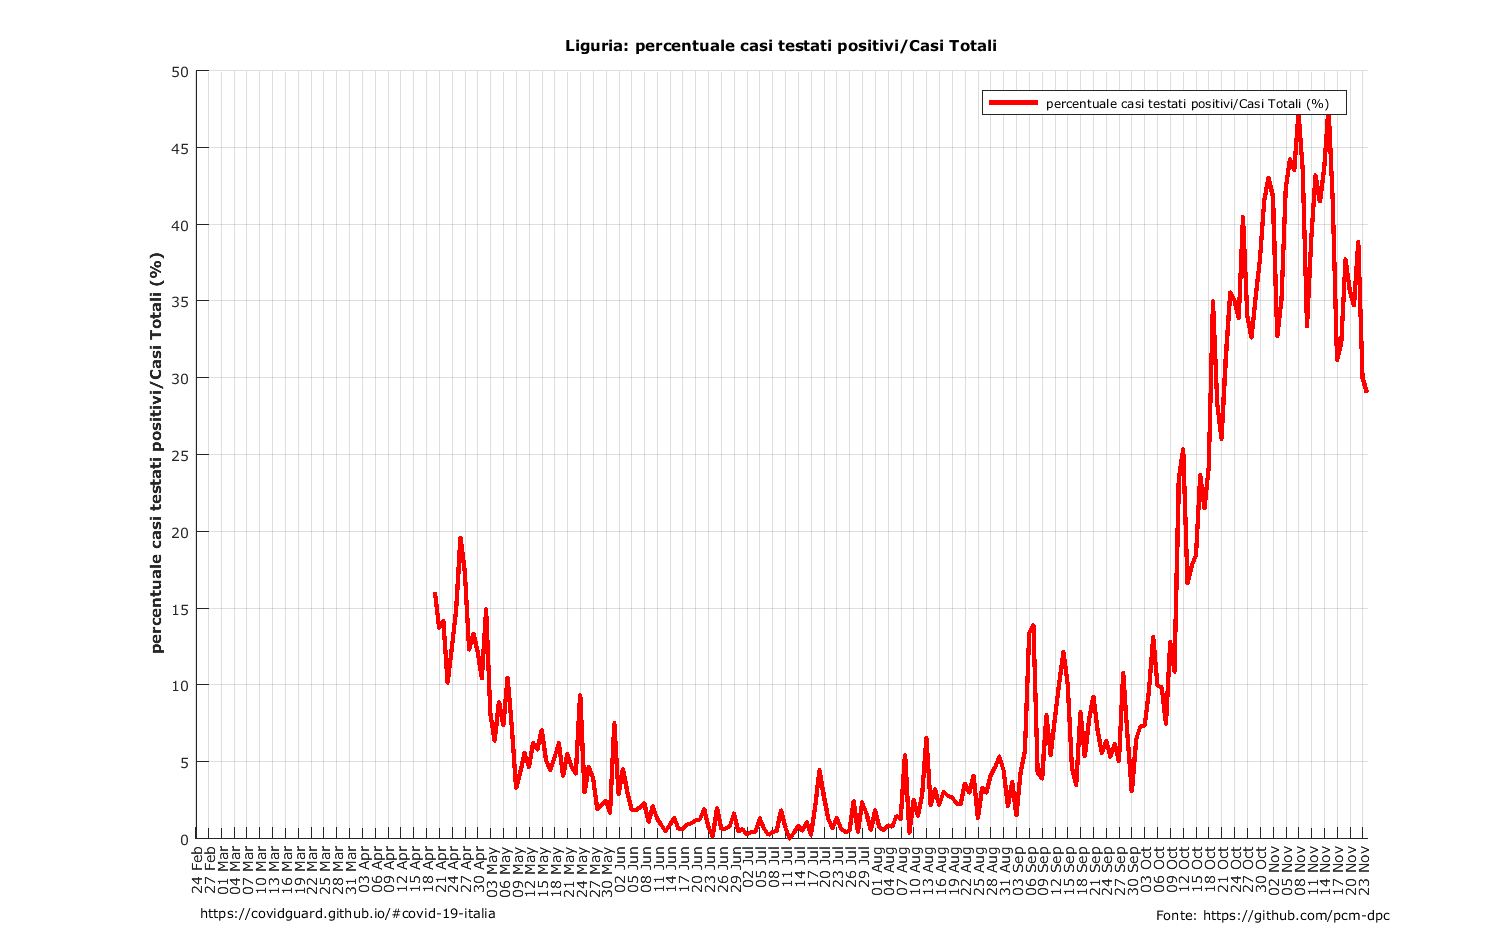 Liguria: percentuale casi testati positivi/Casi Totali
percentuale casi testati positivi/Casi Totali (%)
percentuale casi testati positivi/Casi Totali (%)
50
45
40
35
30
25
20
15
10
5
0
24 Feb
27 Feb
01 Mar
04 Mar
07 Mar
10 Mar
13 Mar
16 Mar
19 Mar
22 Mar
25 Mar
28 Mar
31 Mar
03 Apr
06 Apr
09 Apr
12 Apr
15 Apr
18 Apr
21 Apr
24 Apr
27 Apr
30 Apr
03 May
06 May
09 May
12 May
15 May
18 May
21 May
24 May
27 May
30 May
02 Jun
05 Jun
08 Jun
11 Jun
14 Jun
17 Jun
20 Jun
23 Jun
26 Jun
29 Jun
02 Jul
05 Jul
08 Jul
11 Jul
14 Jul
17 Jul
20 Jul
23 Jul
26 Jul
29 Jul
01 Aug
04 Aug
07 Aug
10 Aug
13 Aug
16 Aug
19 Aug
22 Aug
25 Aug
28 Aug
31 Aug
03 Sep
06 Sep
09 Sep
12 Sep
15 Sep
18 Sep
21 Sep
24 Sep
27 Sep
30 Sep
03 Oct
06 Oct
09 Oct
12 Oct
15 Oct
18 Oct
21 Oct
24 Oct
27 Oct
30 Oct
02 Nov
05 Nov
08 Nov
11 Nov
14 Nov
17 Nov
20 Nov
23 Nov
https://covidguard.github.io/#covid-19-italia
Fonte: https://github.com/pcm-dpc